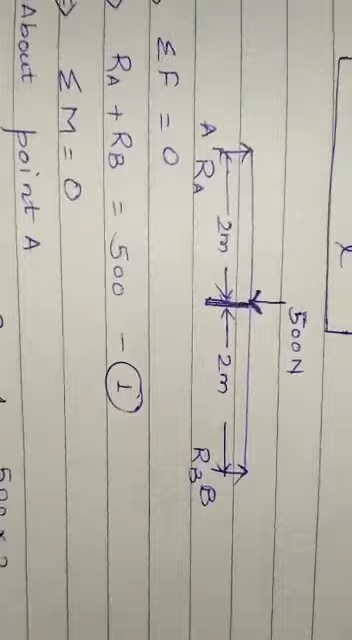 l
500N
2m 2m
A B
RA RB
ΣF = 0
RA + RB = 500 - ①
⇒ ΣM = 0
About point A